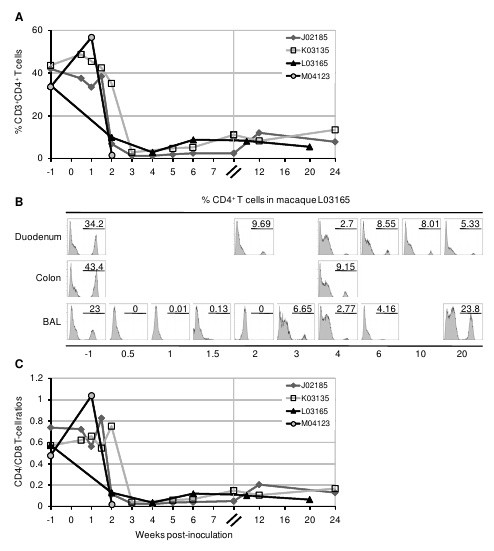 A
60
40
20
0
% CD3⁺CD4⁺ T cells
J02185
K03135
L03165
M04123
-1 0 1 2 3 4 5 6 7 12 16 20 24
B
% CD4⁺ T cells in macaque L03165
Duodenum 34.2 9.69 2.7 8.55 8.01 5.33
Colon 43.4 9.15
BAL 23 0 0.01 0.13 0 6.65 2.77 4.16 23.8
-1 0.5 1 1.5 2 3 4 6 10 20
C
1.2
1
0.8
0.6
0.4
0.2
0
CD4/CD8 T-cell ratios
J02185
K03135
L03165
M04123
-1 0 1 2 3 4 5 6 7 12 16 20 24
Weeks post-inoculation